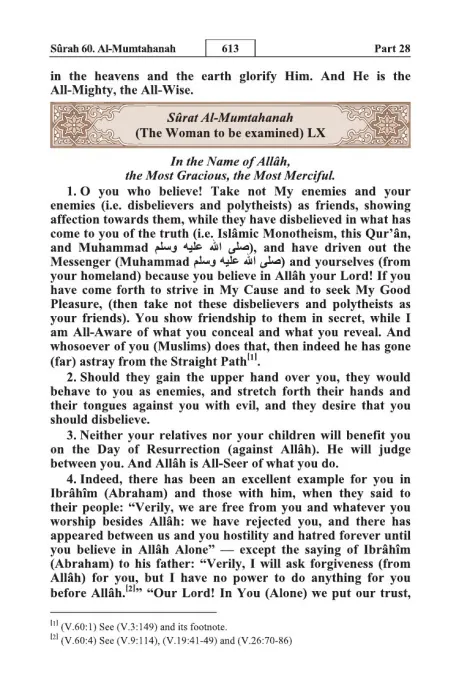 Sûrah 60. Al-Mumtahanah 613 Part 28
in the heavens and the earth glorify Him. And He is the
All-Mighty, the All-Wise.
Sûrat Al-Mumtahanah
(The Woman to be examined) LX
In the Name of Allâh,
the Most Gracious, the Most Merciful.
1. O you who believe! Take not My enemies and your
enemies (i.e. disbelievers and polytheists) as friends, showing
affection towards them, while they have disbelieved in what has
come to you of the truth (i.e. Islâmic Monotheism, this Qur’ân,
and Muhammad صلى الله عليه وسلم), and have driven out the
Messenger (Muhammad صلى الله عليه وسلم) and yourselves (from
your homeland) because you believe in Allâh your Lord! If you
have come forth to strive in My Cause and to seek My Good
Pleasure, (then take not these disbelievers and polytheists as
your friends). You show friendship to them in secret, while I
am All-Aware of what you conceal and what you reveal. And
whosoever of you (Muslims) does that, then indeed he has gone
(far) astray from the Straight Path[1].
2. Should they gain the upper hand over you, they would
behave to you as enemies, and stretch forth their hands and
their tongues against you with evil, and they desire that you
should disbelieve.
3. Neither your relatives nor your children will benefit you
on the Day of Resurrection (against Allâh). He will judge
between you. And Allâh is All-Seer of what you do.
4. Indeed, there has been an excellent example for you in
Ibrâhîm (Abraham) and those with him, when they said to
their people: “Verily, we are free from you and whatever you
worship besides Allâh: we have rejected you, and there has
appeared between us and you hostility and hatred forever until
you believe in Allâh Alone” — except the saying of Ibrâhîm
(Abraham) to his father: “Verily, I will ask forgiveness (from
Allâh) for you, but I have no power to do anything for you
before Allâh.[2]” “Our Lord! In You (Alone) we put our trust,
[1] (V.60:1) See (V.3:149) and its footnote.
[2] (V.60:4) See (V.9:114), (V.19:41-49) and (V.26:70-86)